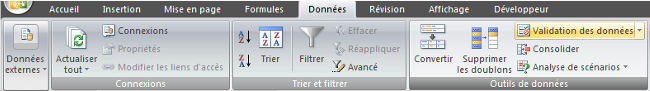 Accueil Insertion Mise en page Formules Données Révision Affichage Développeur
Données externes
Actualiser tout
Connexions
Propriétés
Modifier les liens d'accès
Connexions
A Z
Z A
A Z Z A
Trier
Filtrer
Effacer
Réappliquer
Avancé
Trier et filtrer
Convertir
Supprimer les doublons
Validation des données
Consolider
Analyse de scénarios
Outils de données